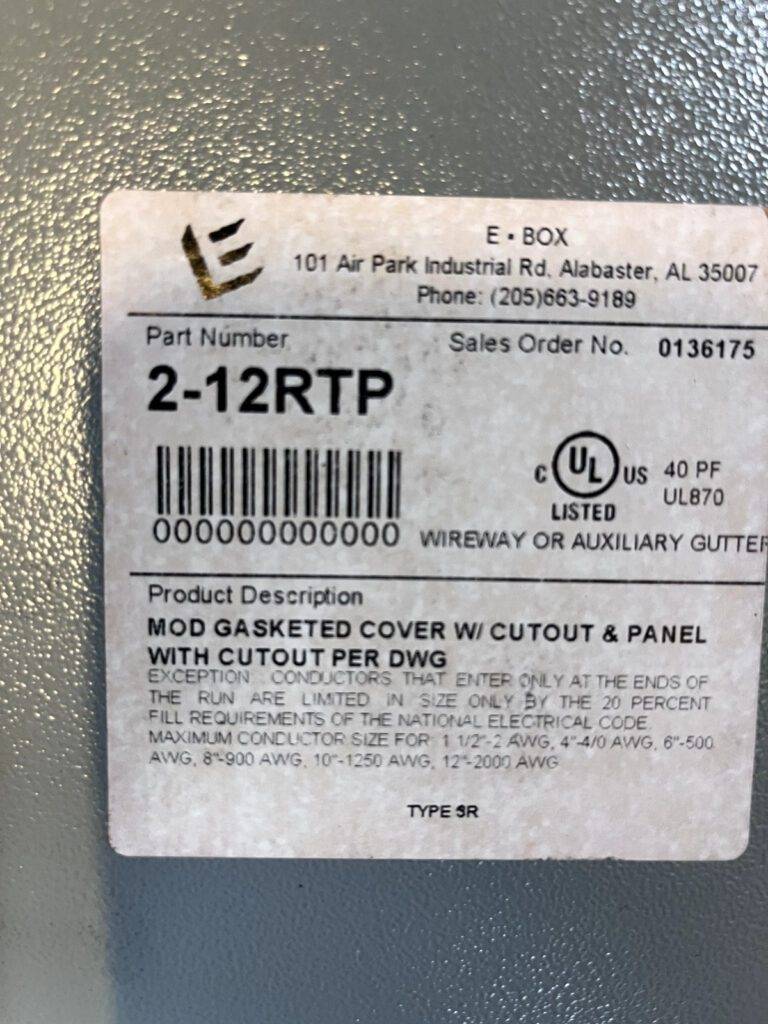 E • BOX
101 Air Park Industrial Rd, Alabaster, AL 35007
Phone: (205)663-9189
Part Number
Sales Order No. 0136175
2-12RTP
C UL US
LISTED
40 PF
UL870
000000000000
WIREWAY OR AUXILIARY GUTTER
Product Description
MOD GASKETED COVER W/ CUTOUT & PANEL
WITH CUTOUT PER DWG
EXCEPTION: CONDUCTORS THAT ENTER ONLY AT THE ENDS OF
THE RUN ARE LIMITED IN SIZE ONLY BY THE 20 PERCENT
FILL REQUIREMENTS OF THE NATIONAL ELECTRICAL CODE.
MAXIMUM CONDUCTOR SIZE FOR 1 1/2"-2 AWG, 4"-4/0 AWG, 6"-500
AWG, 8"-900 AWG, 10"-1250 AWG, 12"-2000 AWG
TYPE 3R